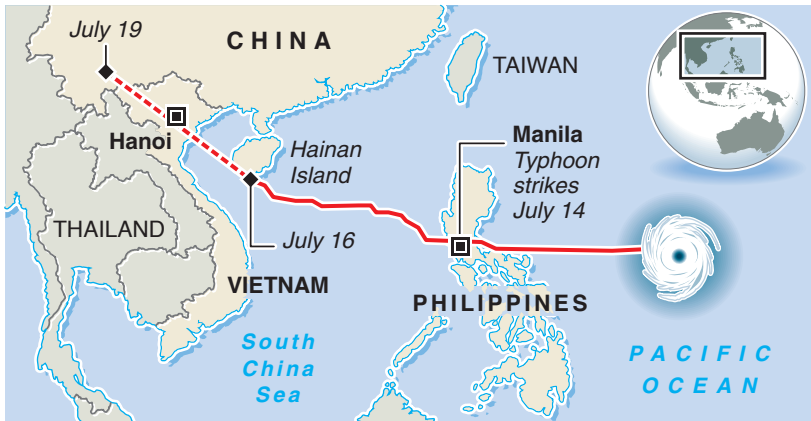 July 19
CHINA
TAIWAN
Hanoi
Hainan
Island
Manila
Typhoon
strikes
July 14
THAILAND
July 16
VIETNAM
PHILIPPINES
South
China
Sea
PACIFIC
OCEAN